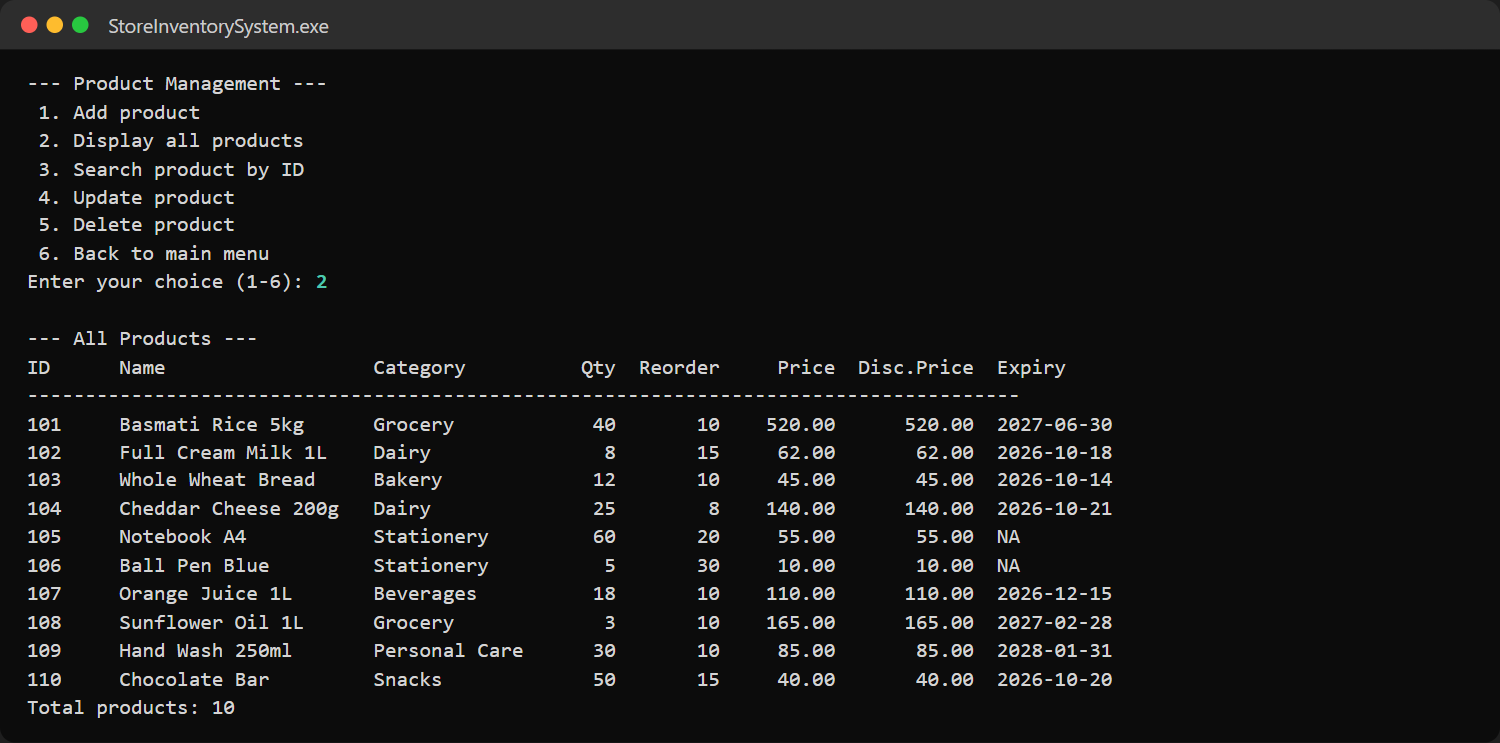 StoreInventorySystem.exe
--- Product Management ---
 1. Add product
 2. Display all products
 3. Search product by ID
 4. Update product
 5. Delete product
 6. Back to main menu
Enter your choice (1-6): 2

--- All Products ---
ID      Name                  Category          Qty  Reorder     Price  Disc.Price  Expiry
--------------------------------------------------------------------------------------
101     Basmati Rice 5kg      Grocery            40       10    520.00      520.00  2027-06-30
102     Full Cream Milk 1L    Dairy               8       15     62.00       62.00  2026-10-18
103     Whole Wheat Bread     Bakery             12       10     45.00       45.00  2026-10-14
104     Cheddar Cheese 200g   Dairy              25        8    140.00      140.00  2026-10-21
105     Notebook A4           Stationery         60       20     55.00       55.00  NA
106     Ball Pen Blue         Stationery          5       30     10.00       10.00  NA
107     Orange Juice 1L       Beverages          18       10    110.00      110.00  2026-12-15
108     Sunflower Oil 1L      Grocery             3       10    165.00      165.00  2027-02-28
109     Hand Wash 250ml       Personal Care      30       10     85.00       85.00  2028-01-31
110     Chocolate Bar         Snacks             50       15     40.00       40.00  2026-10-20
Total products: 10